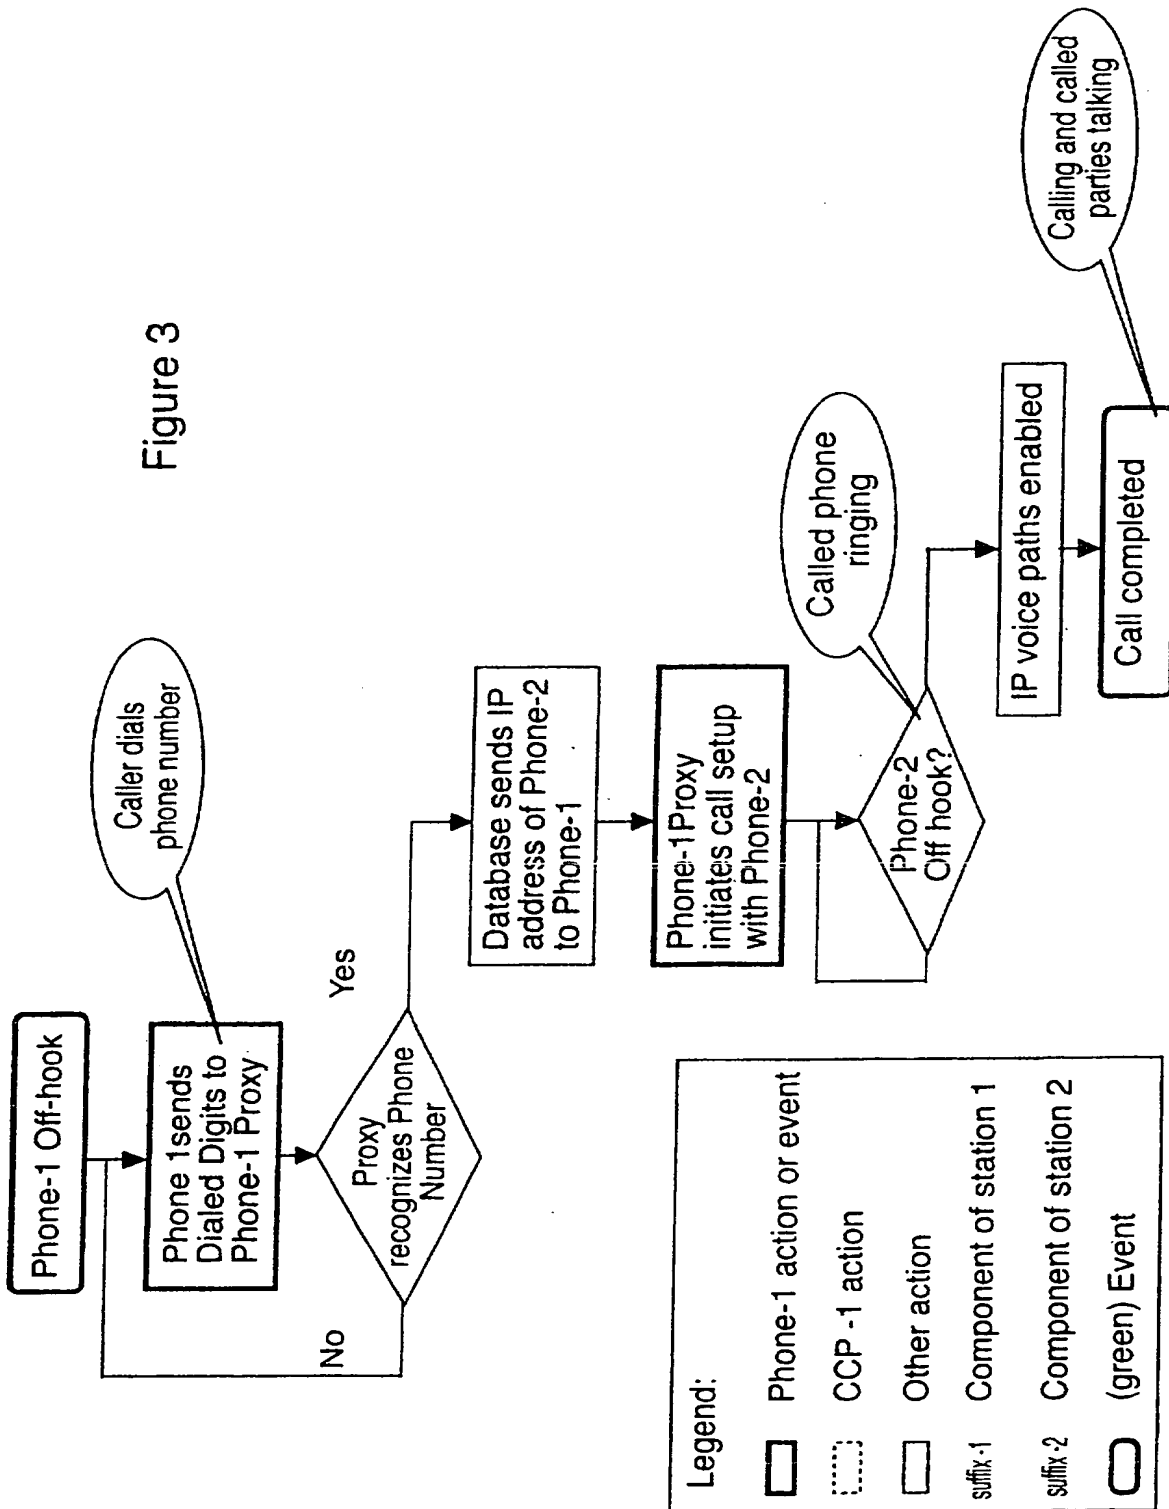 Figure 3
Phone-1 Off-hook
Caller dials
phone number
Phone 1sends
Dialed Digits to
Phone-1 Proxy
Proxy
recognizes Phone
Number
No
Yes
Database sends IP
address of Phone-2
to Phone-1
Phone-1Proxy
initiates call setup
with Phone-2
Called phone
ringing
Phone-2
Off hook?
IP voice paths enabled
Call completed
Calling and called
parties talking
Legend:
Phone-1 action or event
CCP -1 action
Other action
suffix-1 Component of station 1
suffix-2 Component of station 2
(green) Event